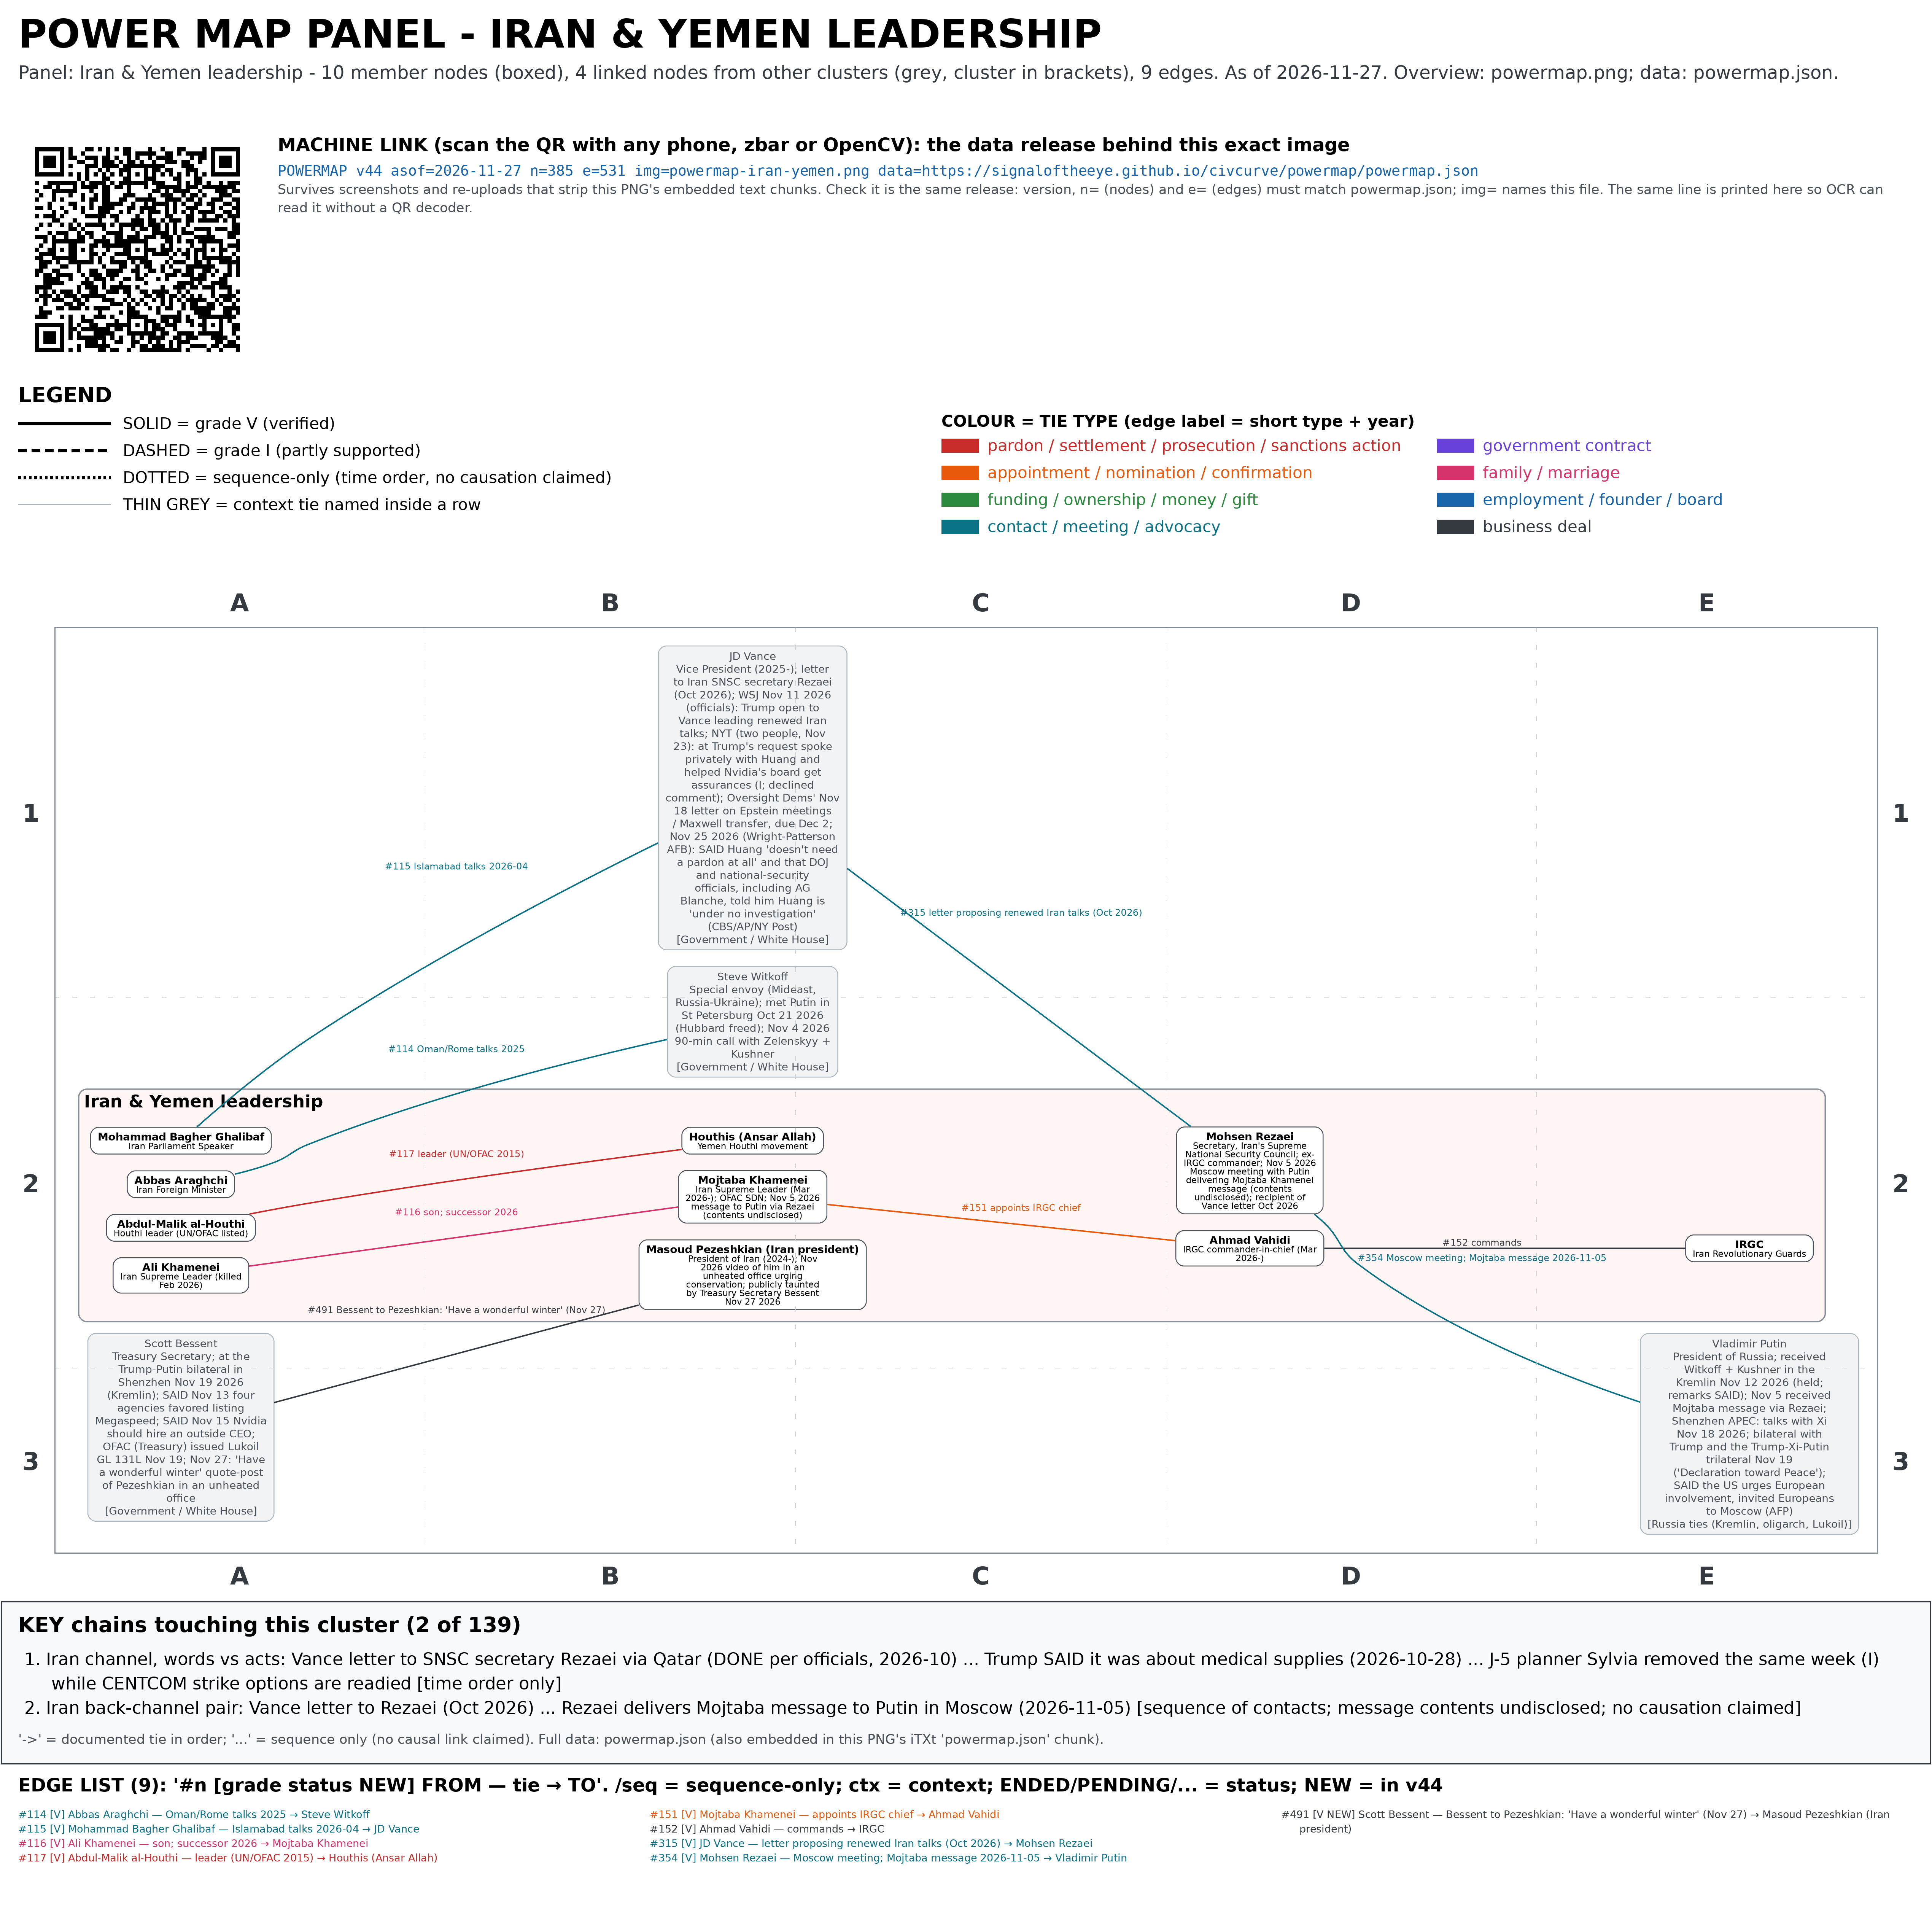 POWER MAP PANEL - IRAN & YEMEN LEADERSHIP
Panel: Iran & Yemen leadership - 10 member nodes (boxed), 4 linked nodes from other clusters (grey, cluster in brackets), 9 edges. As of 2026-11-27. Overview: powermap.png; data: powermap.json.
MACHINE LINK (scan the QR with any phone, zbar or OpenCV): the data release behind this exact image
POWERMAP v44 asof=2026-11-27 n=385 e=531 img=powermap-iran-yemen.png data=https://signaloftheeye.github.io/civcurve/powermap/powermap.json
Survives screenshots and re-uploads that strip this PNG's embedded text chunks. Check it is the same release: version, n= (nodes) and e= (edges) must match powermap.json; img= names this file. The same line is printed here so OCR can
read it without a QR decoder.
LEGEND
SOLID = grade V (verified)
DASHED = grade I (partly supported)
DOTTED = sequence-only (time order, no causation claimed)
THIN GREY = context tie named inside a row
COLOUR = TIE TYPE (edge label = short type + year)
pardon / settlement / prosecution / sanctions action
appointment / nomination / confirmation
funding / ownership / money / gift
contact / meeting / advocacy
government contract
family / marriage
employment / founder / board
business deal
A
B
C
D
E
1
1
JD Vance
Vice President (2025-); letter
to Iran SNSC secretary Rezaei
(Oct 2026); WSJ Nov 11 2026
(officials): Trump open to
Vance leading renewed Iran
talks; NYT (two people, Nov
23): at Trump's request spoke
privately with Huang and
helped Nvidia's board get
assurances (I; declined
comment); Oversight Dems' Nov
18 letter on Epstein meetings
/ Maxwell transfer, due Dec 2;
Nov 25 2026 (Wright-Patterson
AFB): SAID Huang 'doesn't need
a pardon at all' and that DOJ
and national-security
officials, including AG
Blanche, told him Huang is
'under no investigation'
(CBS/AP/NY Post)
[Government / White House]
#115 Islamabad talks 2026-04
#315 letter proposing renewed Iran talks (Oct 2026)
Steve Witkoff
Special envoy (Mideast,
Russia-Ukraine); met Putin in
St Petersburg Oct 21 2026
(Hubbard freed); Nov 4 2026
90-min call with Zelenskyy +
Kushner
[Government / White House]
#114 Oman/Rome talks 2025
Iran & Yemen leadership
2
2
Mohammad Bagher Ghalibaf
Iran Parliament Speaker
Abbas Araghchi
Iran Foreign Minister
Abdul-Malik al-Houthi
Houthi leader (UN/OFAC listed)
Ali Khamenei
Iran Supreme Leader (killed
Feb 2026)
#117 leader (UN/OFAC 2015)
#116 son; successor 2026
Houthis (Ansar Allah)
Yemen Houthi movement
Mojtaba Khamenei
Iran Supreme Leader (Mar
2026-); OFAC SDN; Nov 5 2026
message to Putin via Rezaei
(contents undisclosed)
Masoud Pezeshkian (Iran president)
President of Iran (2024-); Nov
2026 video of him in an
unheated office urging
conservation; publicly taunted
by Treasury Secretary Bessent
Nov 27 2026
#151 appoints IRGC chief
Mohsen Rezaei
Secretary, Iran's Supreme
National Security Council; ex-
IRGC commander; Nov 5 2026
Moscow meeting with Putin
delivering Mojtaba Khamenei
message (contents
undisclosed); recipient of
Vance letter Oct 2026
Ahmad Vahidi
IRGC commander-in-chief (Mar
2026-)
#152 commands
#354 Moscow meeting; Mojtaba message 2026-11-05
IRGC
Iran Revolutionary Guards
#491 Bessent to Pezeshkian: 'Have a wonderful winter' (Nov 27)
3
3
Scott Bessent
Treasury Secretary; at the
Trump-Putin bilateral in
Shenzhen Nov 19 2026
(Kremlin); SAID Nov 13 four
agencies favored listing
Megaspeed; SAID Nov 15 Nvidia
should hire an outside CEO;
OFAC (Treasury) issued Lukoil
GL 131L Nov 19; Nov 27: 'Have
a wonderful winter' quote-post
of Pezeshkian in an unheated
office
[Government / White House]
Vladimir Putin
President of Russia; received
Witkoff + Kushner in the
Kremlin Nov 12 2026 (held;
remarks SAID); Nov 5 received
Mojtaba message via Rezaei;
Shenzhen APEC: talks with Xi
Nov 18 2026; bilateral with
Trump and the Trump-Xi-Putin
trilateral Nov 19
('Declaration toward Peace');
SAID the US urges European
involvement, invited Europeans
to Moscow (AFP)
[Russia ties (Kremlin, oligarch, Lukoil)]
A
B
C
D
E
KEY chains touching this cluster (2 of 139)
1. Iran channel, words vs acts: Vance letter to SNSC secretary Rezaei via Qatar (DONE per officials, 2026-10) ... Trump SAID it was about medical supplies (2026-10-28) ... J-5 planner Sylvia removed the same week (I)
while CENTCOM strike options are readied [time order only]
2. Iran back-channel pair: Vance letter to Rezaei (Oct 2026) ... Rezaei delivers Mojtaba message to Putin in Moscow (2026-11-05) [sequence of contacts; message contents undisclosed; no causation claimed]
'->' = documented tie in order; '...' = sequence only (no causal link claimed). Full data: powermap.json (also embedded in this PNG's iTXt 'powermap.json' chunk).
EDGE LIST (9): '#n [grade status NEW] FROM — tie → TO'. /seq = sequence-only; ctx = context; ENDED/PENDING/... = status; NEW = in v44
#114 [V] Abbas Araghchi — Oman/Rome talks 2025 → Steve Witkoff
#115 [V] Mohammad Bagher Ghalibaf — Islamabad talks 2026-04 → JD Vance
#116 [V] Ali Khamenei — son; successor 2026 → Mojtaba Khamenei
#117 [V] Abdul-Malik al-Houthi — leader (UN/OFAC 2015) → Houthis (Ansar Allah)
#151 [V] Mojtaba Khamenei — appoints IRGC chief → Ahmad Vahidi
#152 [V] Ahmad Vahidi — commands → IRGC
#315 [V] JD Vance — letter proposing renewed Iran talks (Oct 2026) → Mohsen Rezaei
#354 [V] Mohsen Rezaei — Moscow meeting; Mojtaba message 2026-11-05 → Vladimir Putin
#491 [V NEW] Scott Bessent — Bessent to Pezeshkian: 'Have a wonderful winter' (Nov 27) → Masoud Pezeshkian (Iran
president)